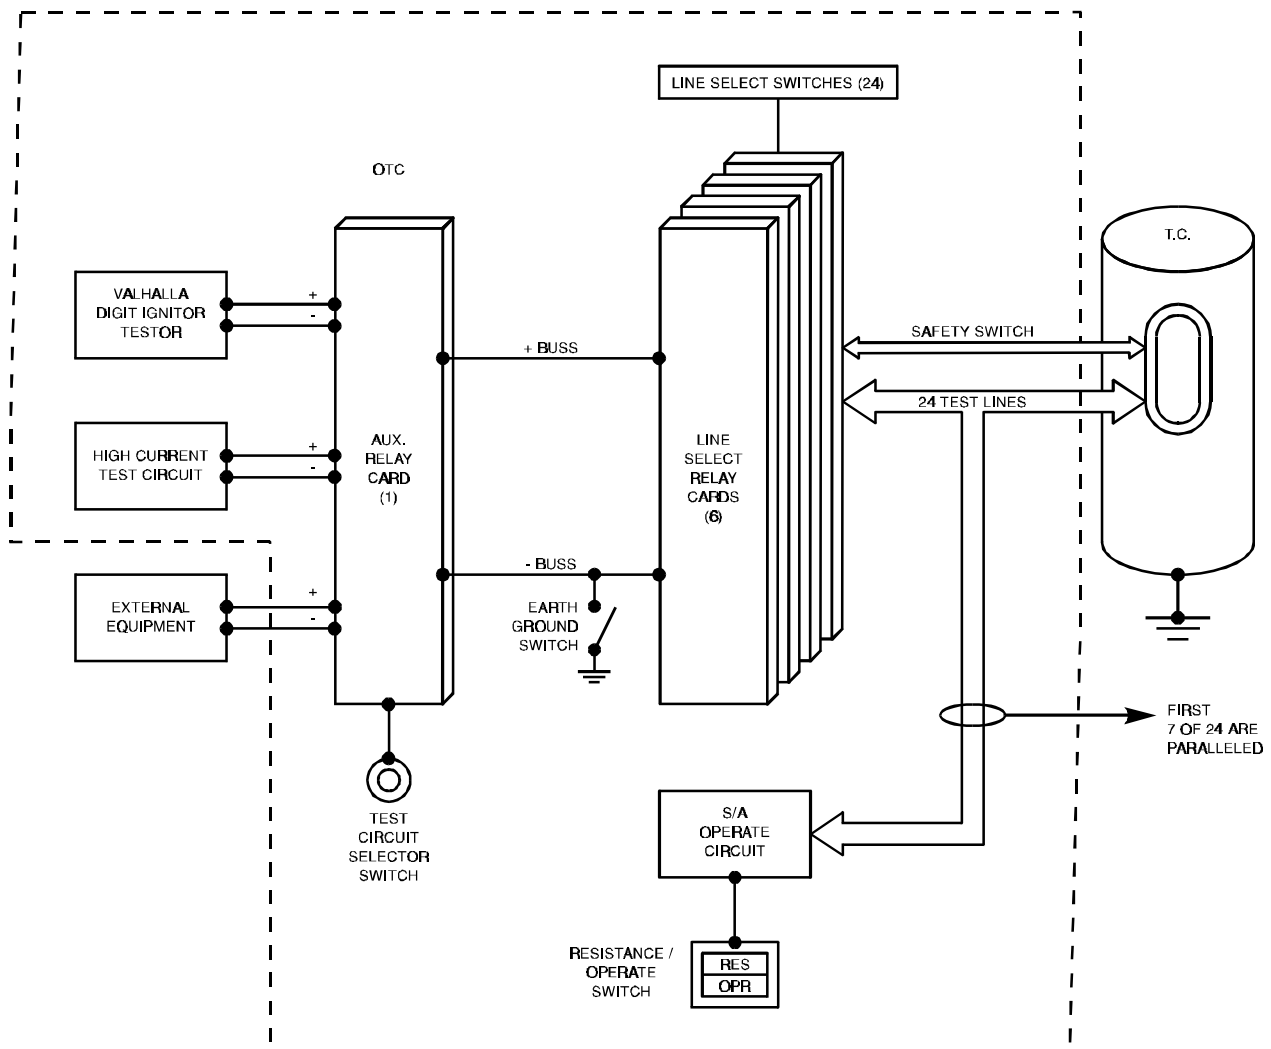 LINE SELECT SWITCHES (24)
OTC
T.C.
VALHALLA
DIGIT IGNITOR
TESTOR
+
-
SAFETY SWITCH
+ BUSS
24 TEST LINES
HIGH CURRENT
TEST CIRCUIT
+
-
AUX.
RELAY
CARD
(1)
LINE
SELECT
RELAY
CARDS
(6)
- BUSS
EXTERNAL
EQUIPMENT
+
-
EARTH
GROUND
SWITCH
FIRST
7 OF 24 ARE
PARALLELED
TEST
CIRCUIT
SELECTOR
SWITCH
S/A
OPERATE
CIRCUIT
RESISTANCE /
OPERATE
SWITCH
RES
OPR